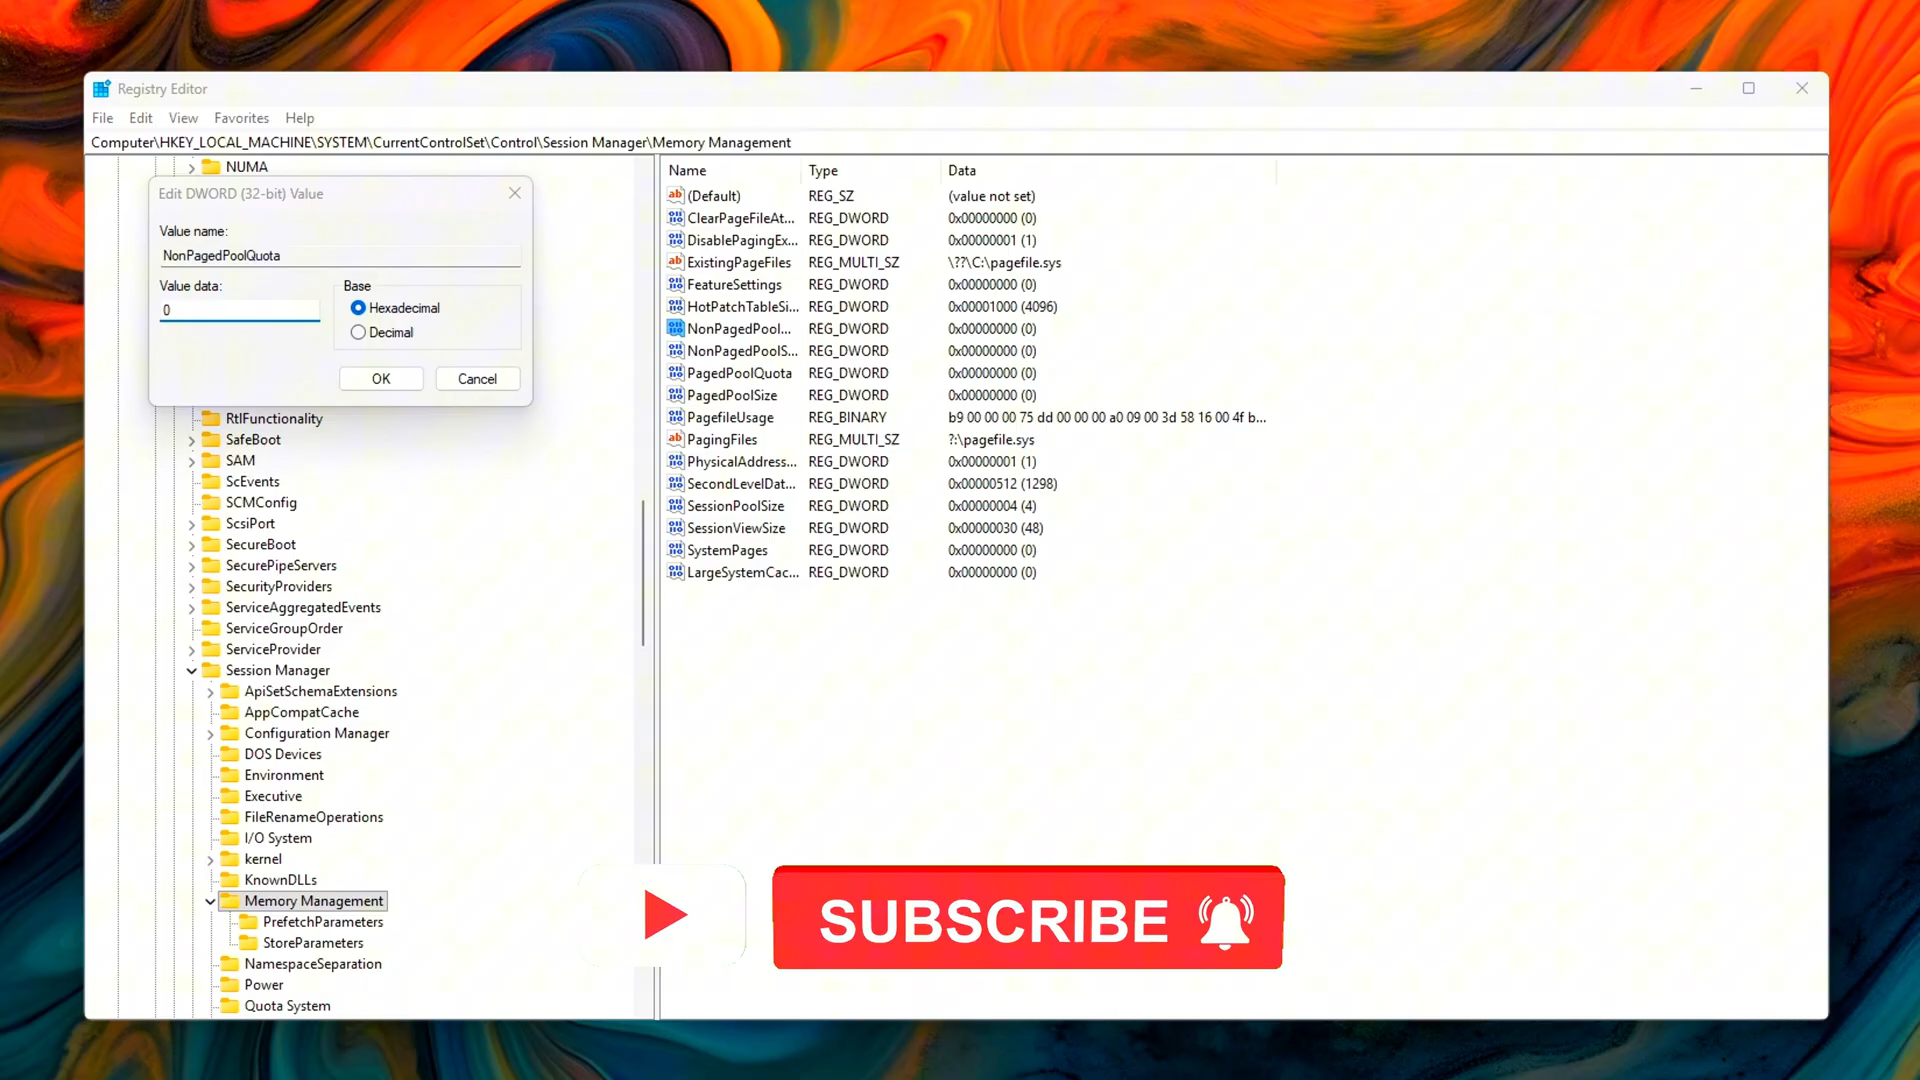 Registry Editor
File Edit View Favorites Help
Computer\HKEY_LOCAL_MACHINE\SYSTEM\CurrentControlSet\Control\Session Manager\Memory Management
NUMA
Edit DWORD (32-bit) Value
Value name:
NonPagedPoolQuota
Value data:
0
Base
Hexadecimal
Decimal
OK Cancel
RtlFunctionality
SafeBoot
SAM
ScEvents
SCMConfig
ScsiPort
SecureBoot
SecurePipeServers
SecurityProviders
ServiceAggregatedEvents
ServiceGroupOrder
ServiceProvider
Session Manager
ApiSetSchemaExtensions
AppCompatCache
Configuration Manager
DOS Devices
Environment
Executive
FileRenameOperations
I/O System
kernel
KnownDLLs
Memory Management
PrefetchParameters
StoreParameters
NamespaceSeparation
Power
Quota System
Name Type Data
(Default) REG_SZ (value not set)
ClearPageFileAt... REG_DWORD 0x00000000 (0)
DisablePagingEx... REG_DWORD 0x00000001 (1)
ExistingPageFiles REG_MULTI_SZ \??\C:\pagefile.sys
FeatureSettings REG_DWORD 0x00000000 (0)
HotPatchTableSi... REG_DWORD 0x00001000 (4096)
NonPagedPool... REG_DWORD 0x00000000 (0)
NonPagedPoolS... REG_DWORD 0x00000000 (0)
PagedPoolQuota REG_DWORD 0x00000000 (0)
PagedPoolSize REG_DWORD 0x00000000 (0)
PagefileUsage REG_BINARY b9 00 00 00 75 dd 00 00 00 a0 09 00 3d 58 16 00 4f b...
PagingFiles REG_MULTI_SZ ?:\pagefile.sys
PhysicalAddress... REG_DWORD 0x00000001 (1)
SecondLevelDat... REG_DWORD 0x00000512 (1298)
SessionPoolSize REG_DWORD 0x00000004 (4)
SessionViewSize REG_DWORD 0x00000030 (48)
SystemPages REG_DWORD 0x00000000 (0)
LargeSystemCac... REG_DWORD 0x00000000 (0)
SUBSCRIBE